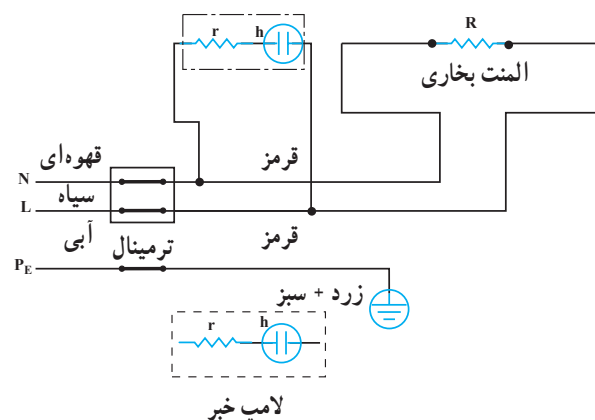 r h
R
المنت بخاری
قهوه‌ای
قرمز
N
سیاه
L
آبی
ترمینال
قرمز
PE
زرد + سبز
r h
لامپ خبر